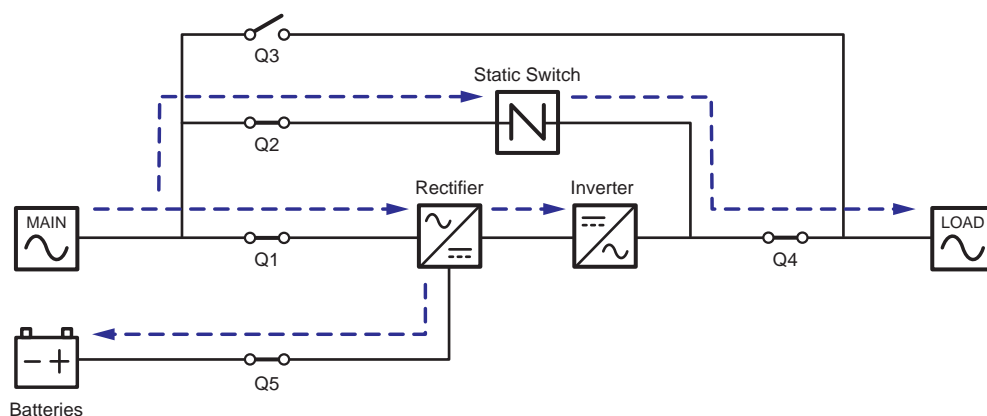 Q3
Static Switch
Q2
Rectifier
Inverter
MAIN
LOAD
Q1
Q4
Q5
Batteries